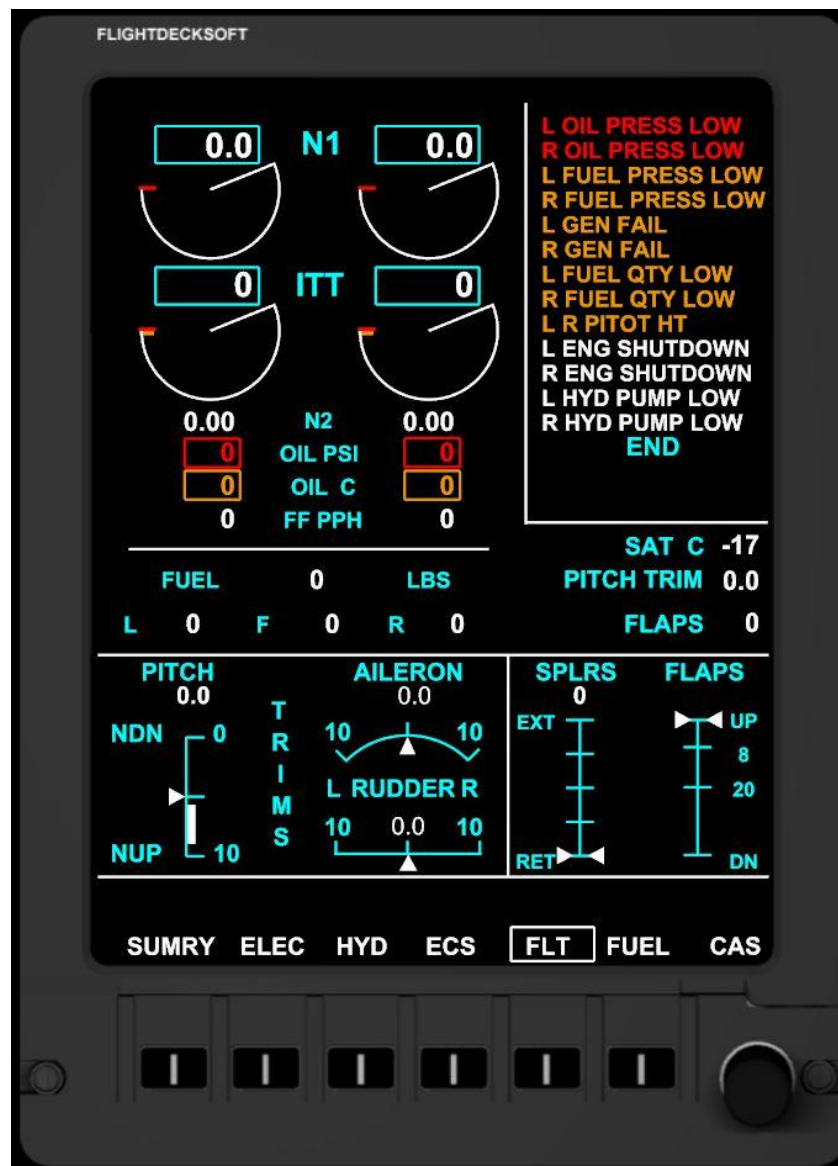 FLIGHTDECKSOFT
0.0 N1 0.0
0 ITT 0
0.00 N2 0.00
0 OIL PSI 0
0 OIL C 0
0 FF PPH 0
L OIL PRESS LOW
R OIL PRESS LOW
L FUEL PRESS LOW
R FUEL PRESS LOW
L GEN FAIL
R GEN FAIL
L FUEL QTY LOW
R FUEL QTY LOW
L R PITOT HT
L ENG SHUTDOWN
R ENG SHUTDOWN
L HYD PUMP LOW
R HYD PUMP LOW
END
FUEL 0 LBS
L 0 F 0 R 0
SAT C -17
PITCH TRIM 0.0
FLAPS 0
PITCH
0.0
NDN 0
NUP 10
TRIMS
AILERON
0.0
10 10
L RUDDER R
10 0.0 10
SPLRS
0
EXT
RET
FLAPS
UP
8
20
DN
SUMRY ELEC HYD ECS FLT FUEL CAS